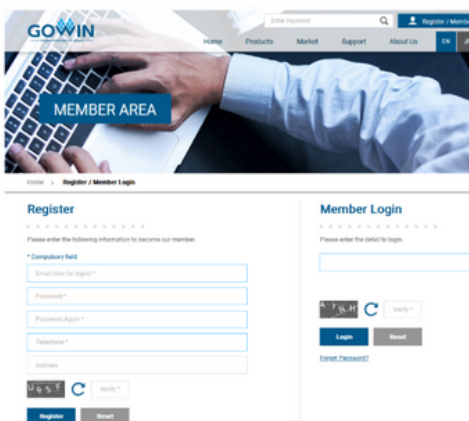 GOWIN
Enter Keyword
Register / Membe
Home Products Market Support About Us EN
MEMBER AREA
Home > Register / Member Login
Register
Please enter the following information to become our member.
* Compulsory field
Email (Use for login) *
Password *
Password Again *
Telephone *
Address
Verify *
Register Reset
Member Login
Please enter the detail to login.
Verify *
Login Reset
Forget Password?